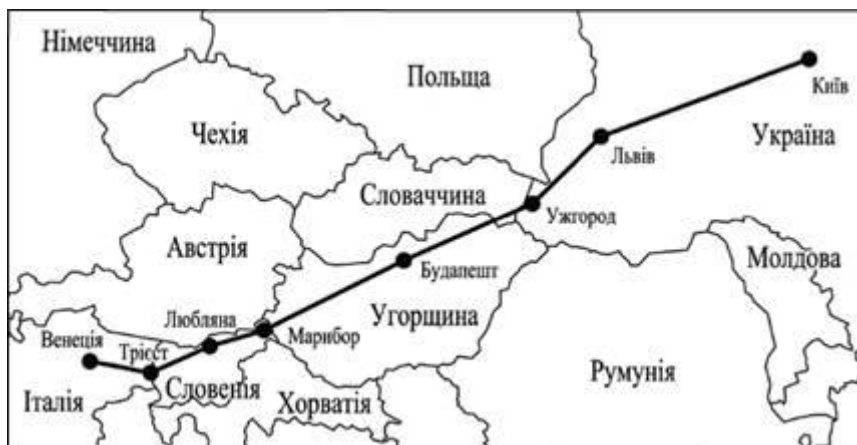 Німеччина
Польща
Київ
Чехія
Україна
Львів
Словаччина
Ужгород
Австрія
Молдова
Будапешт
Любляна
Угорщина
Марибор
Венеція
Трієст
Румунія
Словенія
Італія
Хорватія